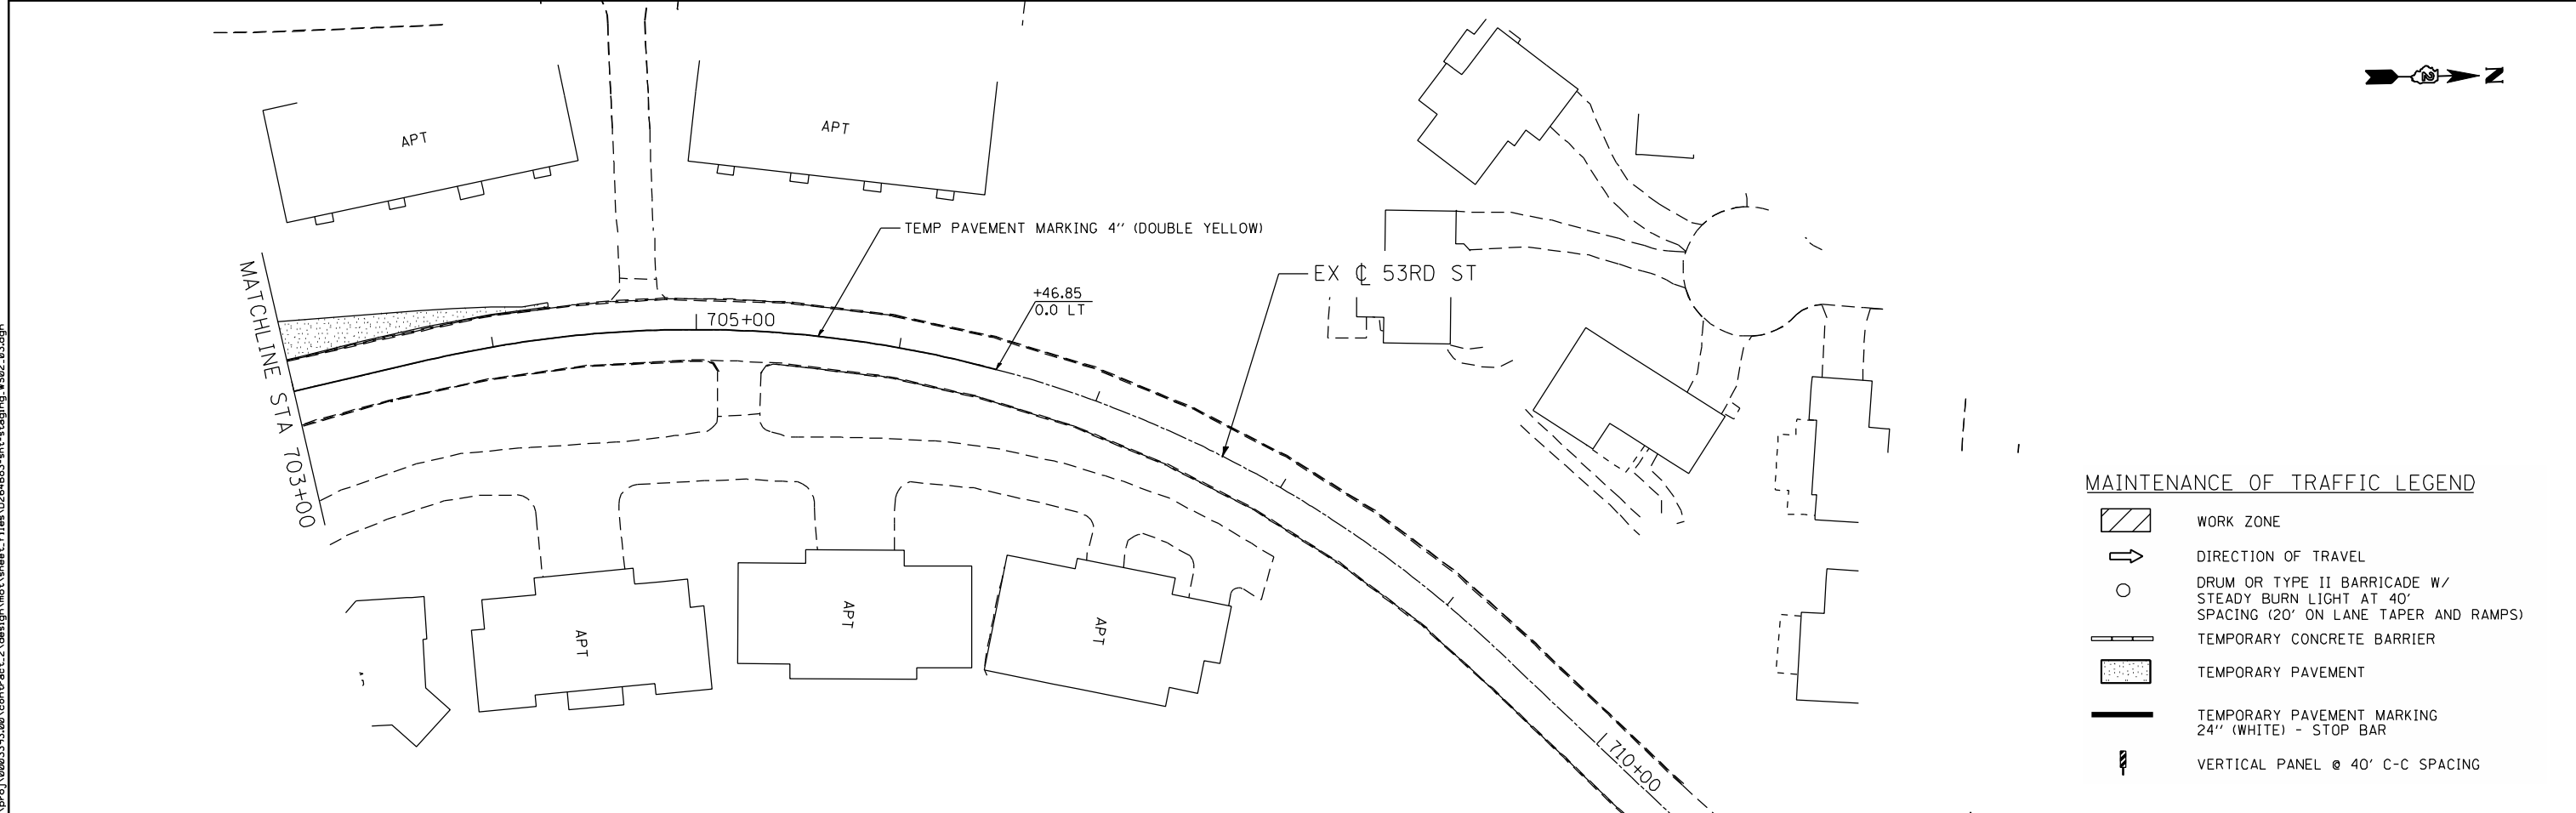 APT
APT
N
TEMP PAVEMENT MARKING 4'' (DOUBLE YELLOW)
EX ℄ 53RD ST
+46.85
0.0 LT
705+00
MATCHLINE STA 703+00
APT
APT
APT
710+00
MAINTENANCE OF TRAFFIC LEGEND
WORK ZONE
DIRECTION OF TRAVEL
DRUM OR TYPE II BARRICADE W/
STEADY BURN LIGHT AT 40'
SPACING (20' ON LANE TAPER AND RAMPS)
TEMPORARY CONCRETE BARRIER
TEMPORARY PAVEMENT
TEMPORARY PAVEMENT MARKING
24'' (WHITE) - STOP BAR
VERTICAL PANEL @ 40' C-C SPACING